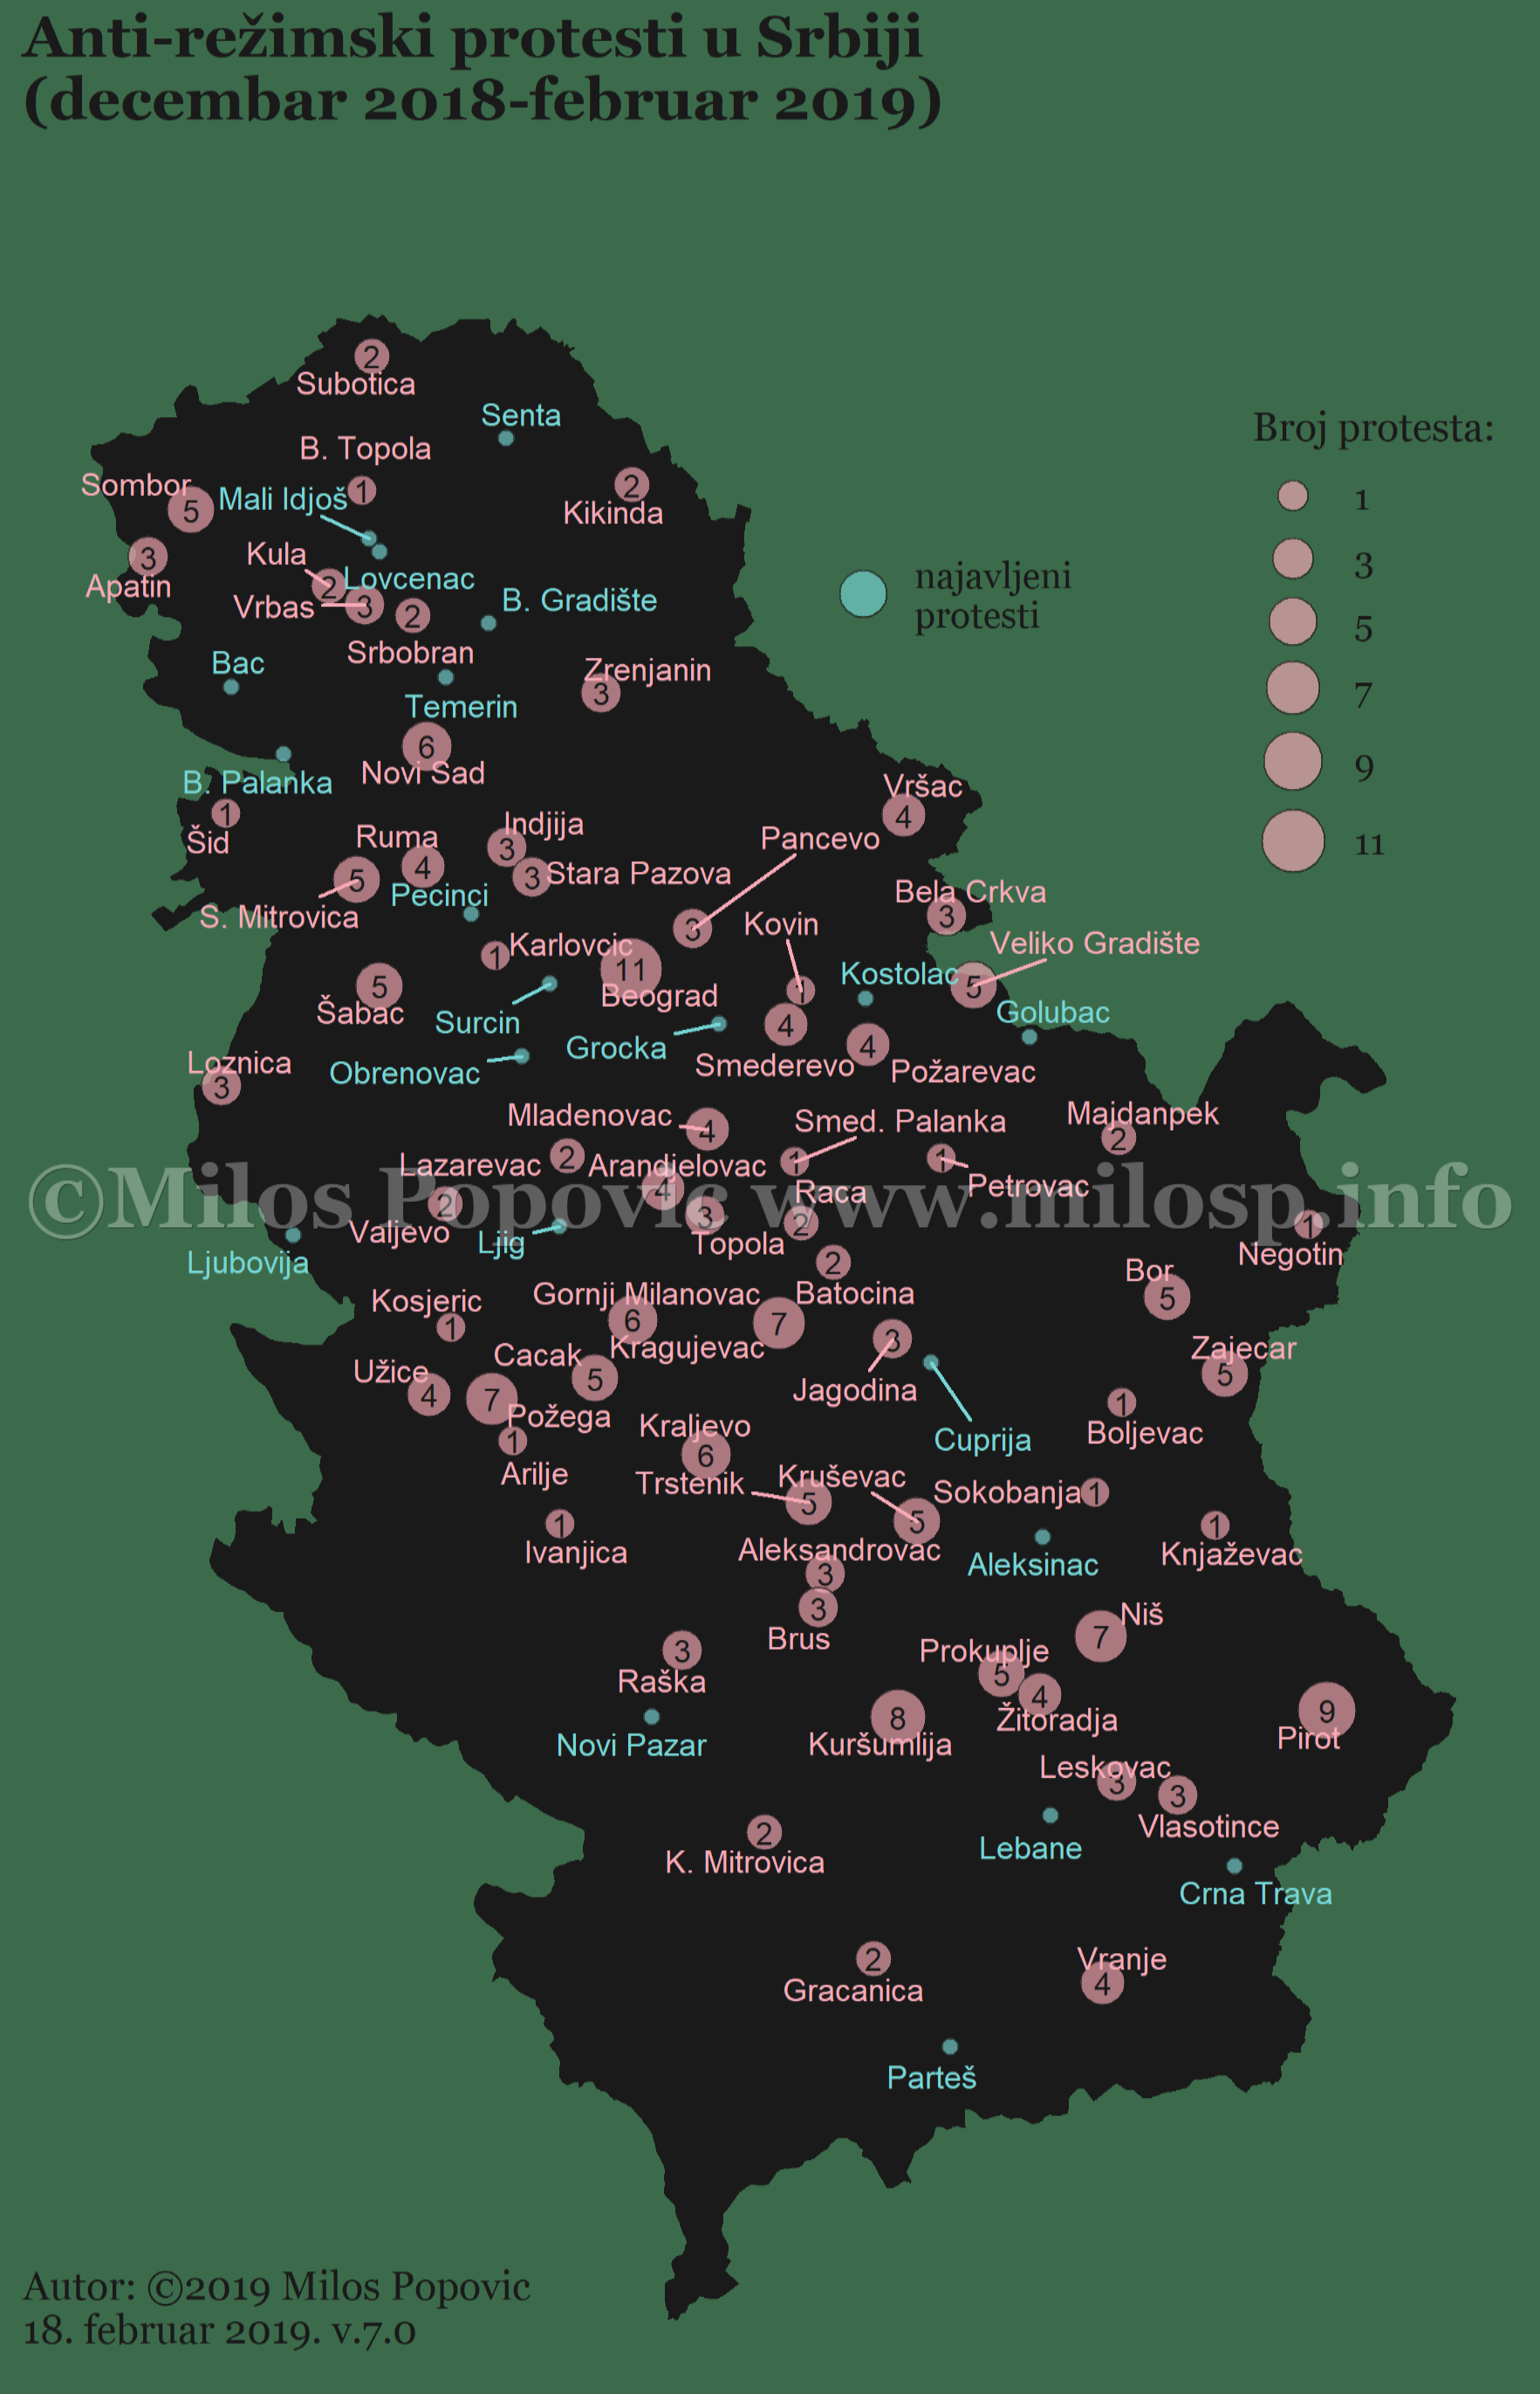 Anti-režimski protesti u Srbiji
(decembar 2018-februar 2019)
2
Subotica
Senta
B. Topola
1
Sombor
5
Mali Idjoš
2
Kikinda
3
Apatin
Kula
2
Lovcenac
Vrbas
3
2
Srbobran
B. Gradište
Bac
Temerin
Zrenjanin
3
6
Novi Sad
B. Palanka
1
Šid
Broj protesta:
1
3
5
7
9
11
najavljeni
protesti
Vršac
4
Ruma
4
Indjija
3
3
Stara Pazova
5
S. Mitrovica
Pecinci
Pancevo
3
Bela Crkva
3
Kovin
1
Karlovcic
1
11
Beograd
Veliko Gradište
5
Kostolac
Golubac
5
Šabac
Surcin
Grocka
Obrenovac
4
Smederevo
4
Požarevac
Loznica
3
Mladenovac
4
Smed. Palanka
1
Majdanpek
2
Lazarevac
2
Arandjelovac
4
1
Petrovac
©Milos Popovic www.milosp.info
2
Valjevo
Ljig
3
Topola
Raca
2
1
Negotin
Ljubovija
2
Batocina
Bor
5
Kosjeric
1
Gornji Milanovac
6
7
Kragujevac
3
Jagodina
Cuprija
Zajecar
5
Užice
4
Cacak
5
7
Požega
1
Arilje
1
Boljevac
Kraljevo
6
Trstenik
5
Kruševac
5
Sokobanja
1
1
Ivanjica
Aleksandrovac
3
Aleksinac
1
Knjaževac
3
Brus
Niš
7
3
Raška
Prokuplje
5
4
Žitoradja
Novi Pazar
8
Kuršumlija
9
Pirot
Leskovac
3
3
Vlasotince
2
K. Mitrovica
Lebane
Crna Trava
2
Gracanica
Vranje
4
Parteš
Autor: ©2019 Milos Popovic
18. februar 2019. v.7.0